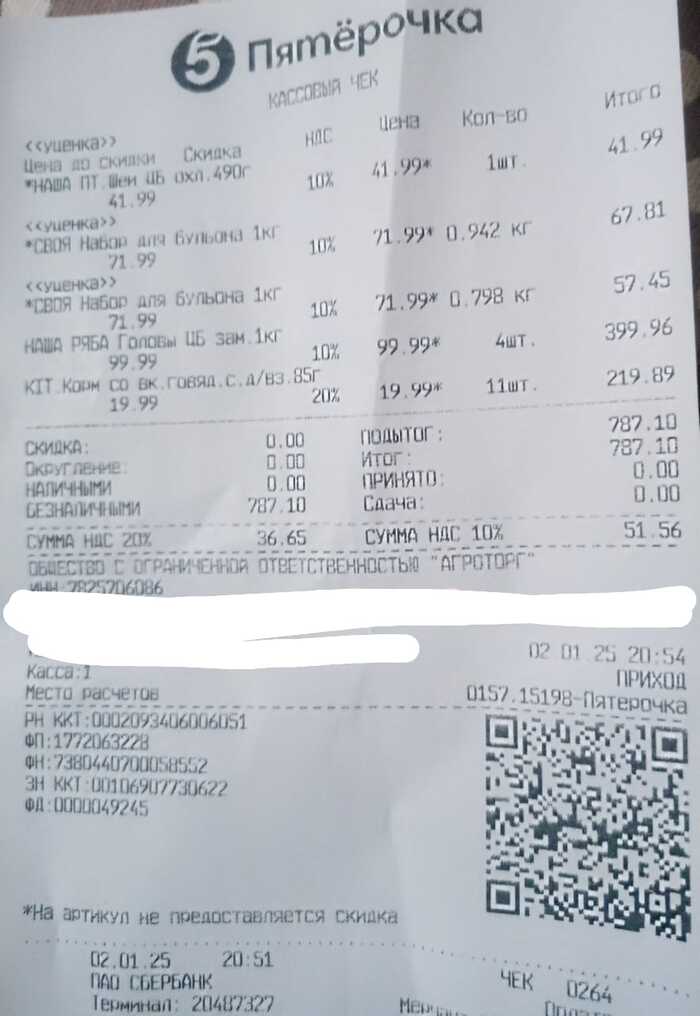 5 Пятёрочка
КАССОВЫЙ ЧЕК
<<уценка>>
Цена до скидки Скидка НДС Цена Кол-во Итого
*НАША ПТ.Шеи ЦБ охл.490г 10% 41.99* 1шт. 41.99
41.99
<<уценка>>
*СВОЯ Набор для бульона 1кг 10% 71.99* 0.942 кг 67.81
71.99
<<уценка>>
*СВОЯ Набор для бульона 1кг 10% 71.99* 0.798 кг 57.45
71.99
НАША РЯБА Головы ЦБ зам.1кг 10% 99.99* 4шт. 399.96
99.99
KIT.Корм со вк.говяд.с.д/вз.85г 20% 19.99* 11шт. 219.89
19.99
СКИДКА: 0.00 ПОДЫТОГ: 787.10
Округление: 0.00 Итог: 787.10
НАЛИЧНЫМИ 0.00 ПРИНЯТО: 0.00
БЕЗНАЛИЧНЫМИ 787.10 Сдача: 0.00
СУММА НДС 20% 36.65 СУММА НДС 10% 51.56
ОБЩЕСТВО С ОГРАНИЧЕННОЙ ОТВЕТСТВЕННОСТЬЮ "АГРОТОРГ"
ИНН:7825706086
02.01.25 20:54
Касса:1 ПРИХОД
Место расчетов 0157.15198-Пятерочка
РН ККТ:0002093406006051
ФП:1772063228
ФН:7380440700058552
ЗН ККТ:00106907730622
ФД:0000049245
*На артикул не предоставляется скидка
02.01.25 20:51 ЧЕК 0264
ПАО СБЕРБАНК
Терминал: 20487327